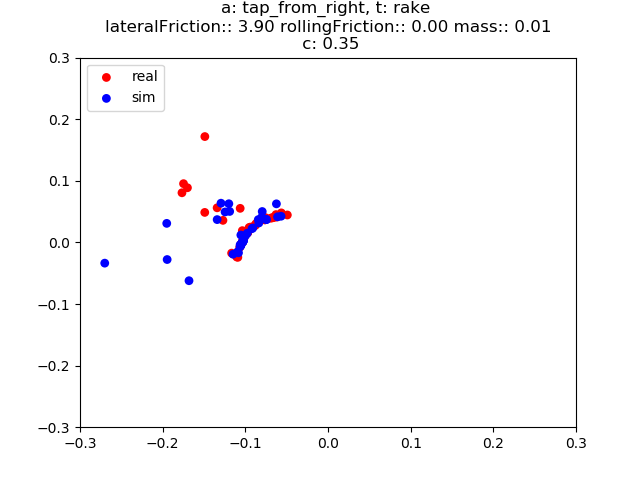 a: tap_from_right, t: rake
lateralFriction:: 3.90 rollingFriction:: 0.00 mass:: 0.01
c: 0.35
real
sim
0.3
0.2
0.1
0.0
−0.1
−0.2
−0.3
−0.3
−0.2
−0.1
0.0
0.1
0.2
0.3